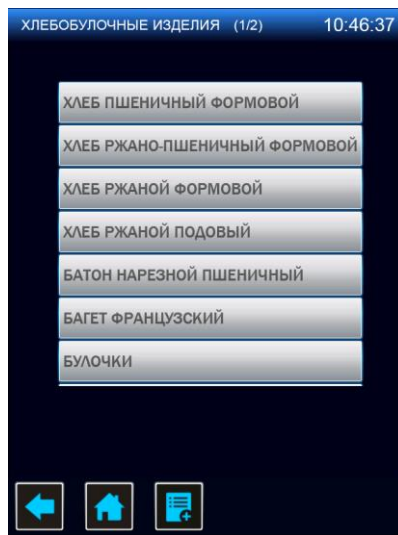 ХЛЕБОБУЛОЧНЫЕ ИЗДЕЛИЯ (1/2) 10:46:37
ХЛЕБ ПШЕНИЧНЫЙ ФОРМОВОЙ
ХЛЕБ РЖАНО-ПШЕНИЧНЫЙ ФОРМОВОЙ
ХЛЕБ РЖАНОЙ ФОРМОВОЙ
ХЛЕБ РЖАНОЙ ПОДОВЫЙ
БАТОН НАРЕЗНОЙ ПШЕНИЧНЫЙ
БАГЕТ ФРАНЦУЗСКИЙ
БУЛОЧКИ